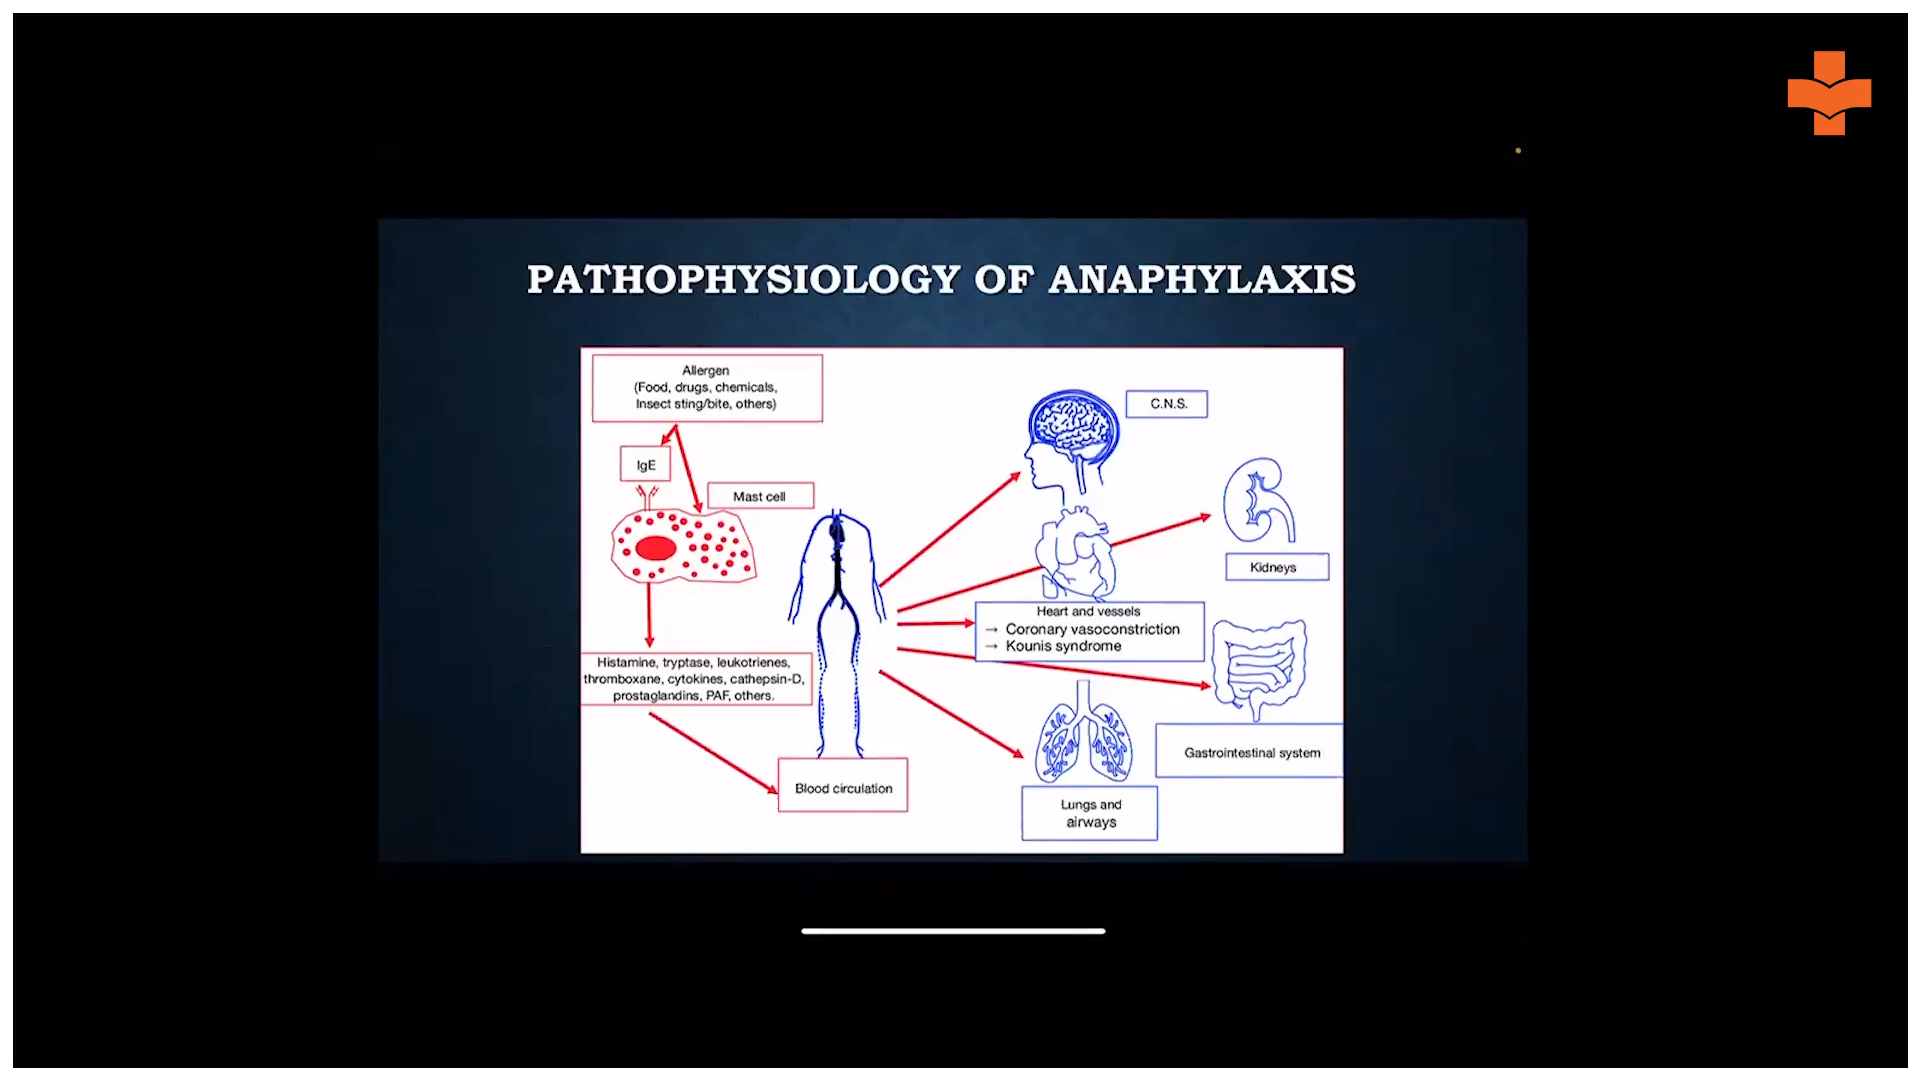 PATHOPHYSIOLOGY OF ANAPHYLAXIS
Allergen
(Food, drugs, chemicals,
Insect sting/bite, others)
IgE
Mast cell
Histamine, tryptase, leukotrienes,
thromboxane, cytokines, cathepsin-D,
prostaglandins, PAF, others.
Blood circulation
C.N.S.
Kidneys
Heart and vessels
→ Coronary vasoconstriction
→ Kounis syndrome
Gastrointestinal system
Lungs and
airways